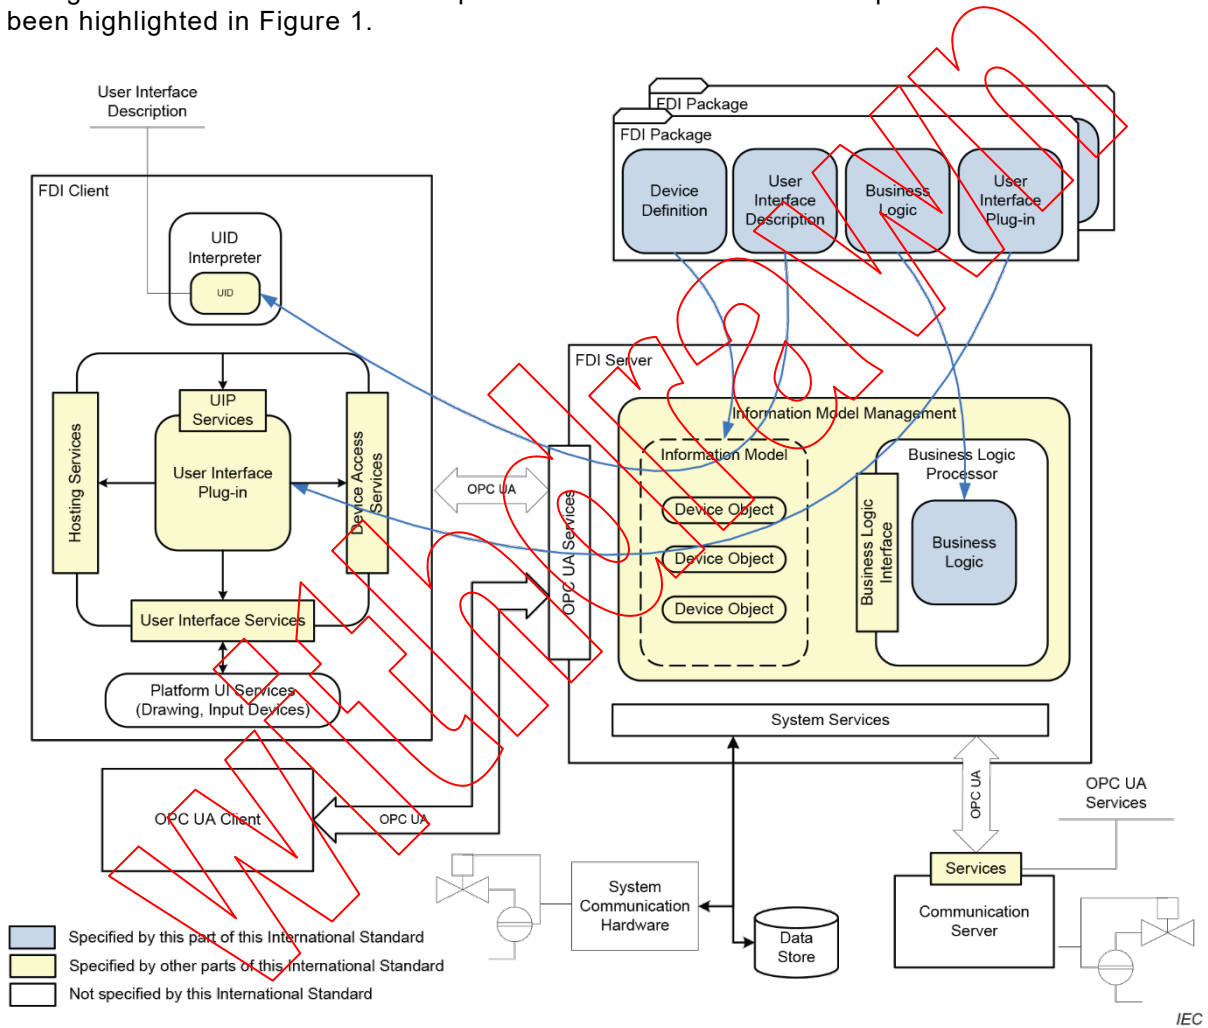 been highlighted in Figure 1.
User Interface
Description
FDI Package
FDI Package
Device
Definition
User
Interface
Description
Business
Logic
User
Interface
Plug-in
FDI Client
UID
Interpreter
UID
UIP
Services
Hosting Services
User Interface
Plug-in
Device Access
Services
User Interface Services
Platform UI Services
(Drawing, Input Devices)
OPC UA
OPC UA Services
FDI Server
Information Model Management
Information Model
Device Object
Device Object
Device Object
Business Logic
Processor
Business Logic
Interface
Business
Logic
System Services
OPC UA Client
OPC UA
OPC UA
OPC UA
Services
Services
Communication
Server
System
Communication
Hardware
Data
Store
Specified by this part of this International Standard
Specified by other parts of this International Standard
Not specified by this International Standard
IEC